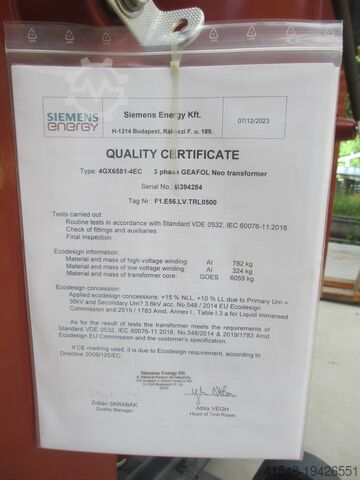 SIEMENS
energy
Siemens Energy Kft.
H-1214 Budapest, Rákóczi F. u. 189.
07/12/2023
QUALITY CERTIFICATE
Type: 4GX6581-4EC 3 phase GEAFOL Neo transformer
Serial No.: B394284
Tag Nr.: F1.E56.LV.TRL0500
Tests carried out:
Routine tests in accordance with Standard VDE 0532, IEC 60076-11:2018
Check of fittings and auxiliaries
Final inspection
Ecodesign information:
Material and mass of high voltage winding: Al 782 kg
Material and mass of low voltage winding: Al 324 kg
Material and mass of transformer core: GOES 6059 kg
Ecodesign concession:
Applied ecodesign concessions: +15 % NLL, +10 % LL due to Primary Um =
36kV and Secondary Um? 3.6kV acc. No 548 / 2014 EU Ecodesign
Commission and 2019 / 1783 Amd, Annex I., Table I.3 a for Liquid immersed
As for the result of tests the transformer meets the requirements of
Standard VDE 0532, IEC 60076-11:2018, No.548/2014 & 2019/1783 Amd
Ecodesign EU Commission and the customer's specification.
If CE marking used, it is due to Ecodesign requirement, according to
Directive 2009/125/EC.
Siemens Energy Kft.
Zoltán SKRABÁK
Quality Manager
Attila VÉGH
Head of Test Room
41548-19426551